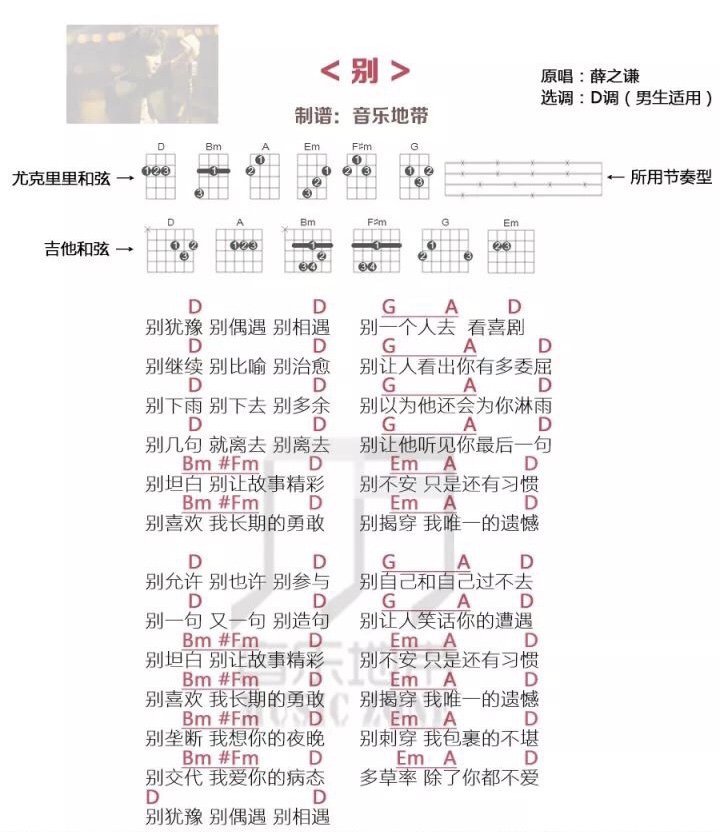 < 别 >
原唱：薛之谦
选调：D调（男生适用）
制谱：音乐地带
D Bm A Em F#m G
尤克里里和弦 所用节奏型
D A Bm F#m G Em
吉他和弦
D D G A D
别犹豫 别偶遇 别相遇 别一个人去 看喜剧
D D G A D
别继续 别比喻 别治愈 别让人看出你有多委屈
D D G A D
别下雨 别下去 别多余 别以为他还会为你淋雨
D D G A D
别几句 就离去 别离去 别让他听见你最后一句
Bm #Fm D Em A D
别坦白 别让故事精彩 别不安 只是还有习惯
Bm #Fm D Em A D
别喜欢 我长期的勇敢 别揭穿 我唯一的遗憾
D D G A D
别允许 别也许 别参与 别自己和自己过不去
D D G A D
别一句 又一句 别造句 别让人笑话你的遭遇
Bm #Fm D Em A D
别坦白 别让故事精彩 别不安 只是还有习惯
Bm #Fm D Em A D
别喜欢 我长期的勇敢 别揭穿 我唯一的遗憾
Bm #Fm D Em A D
别垄断 我想你的夜晚 别刺穿 我包裹的不堪
Bm #Fm D Em A D
别交代 我爱你的病态 多草率 除了你都不爱
D D
别犹豫 别偶遇 别相遇
音乐地带
MUSIC ZONE